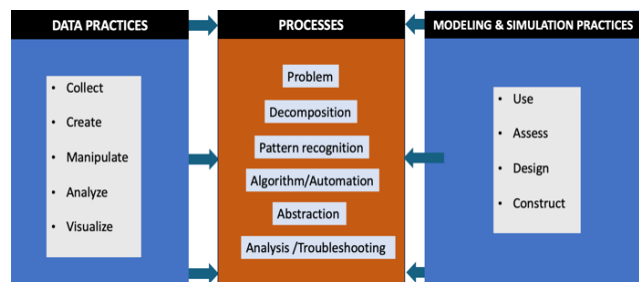 DATA PRACTICES
• Collect
• Create
• Manipulate
• Analyze
• Visualize
PROCESSES
Problem
Decomposition
Pattern recognition
Algorithm/Automation
Abstraction
Analysis /Troubleshooting
MODELING & SIMULATION PRACTICES
• Use
• Assess
• Design
• Construct